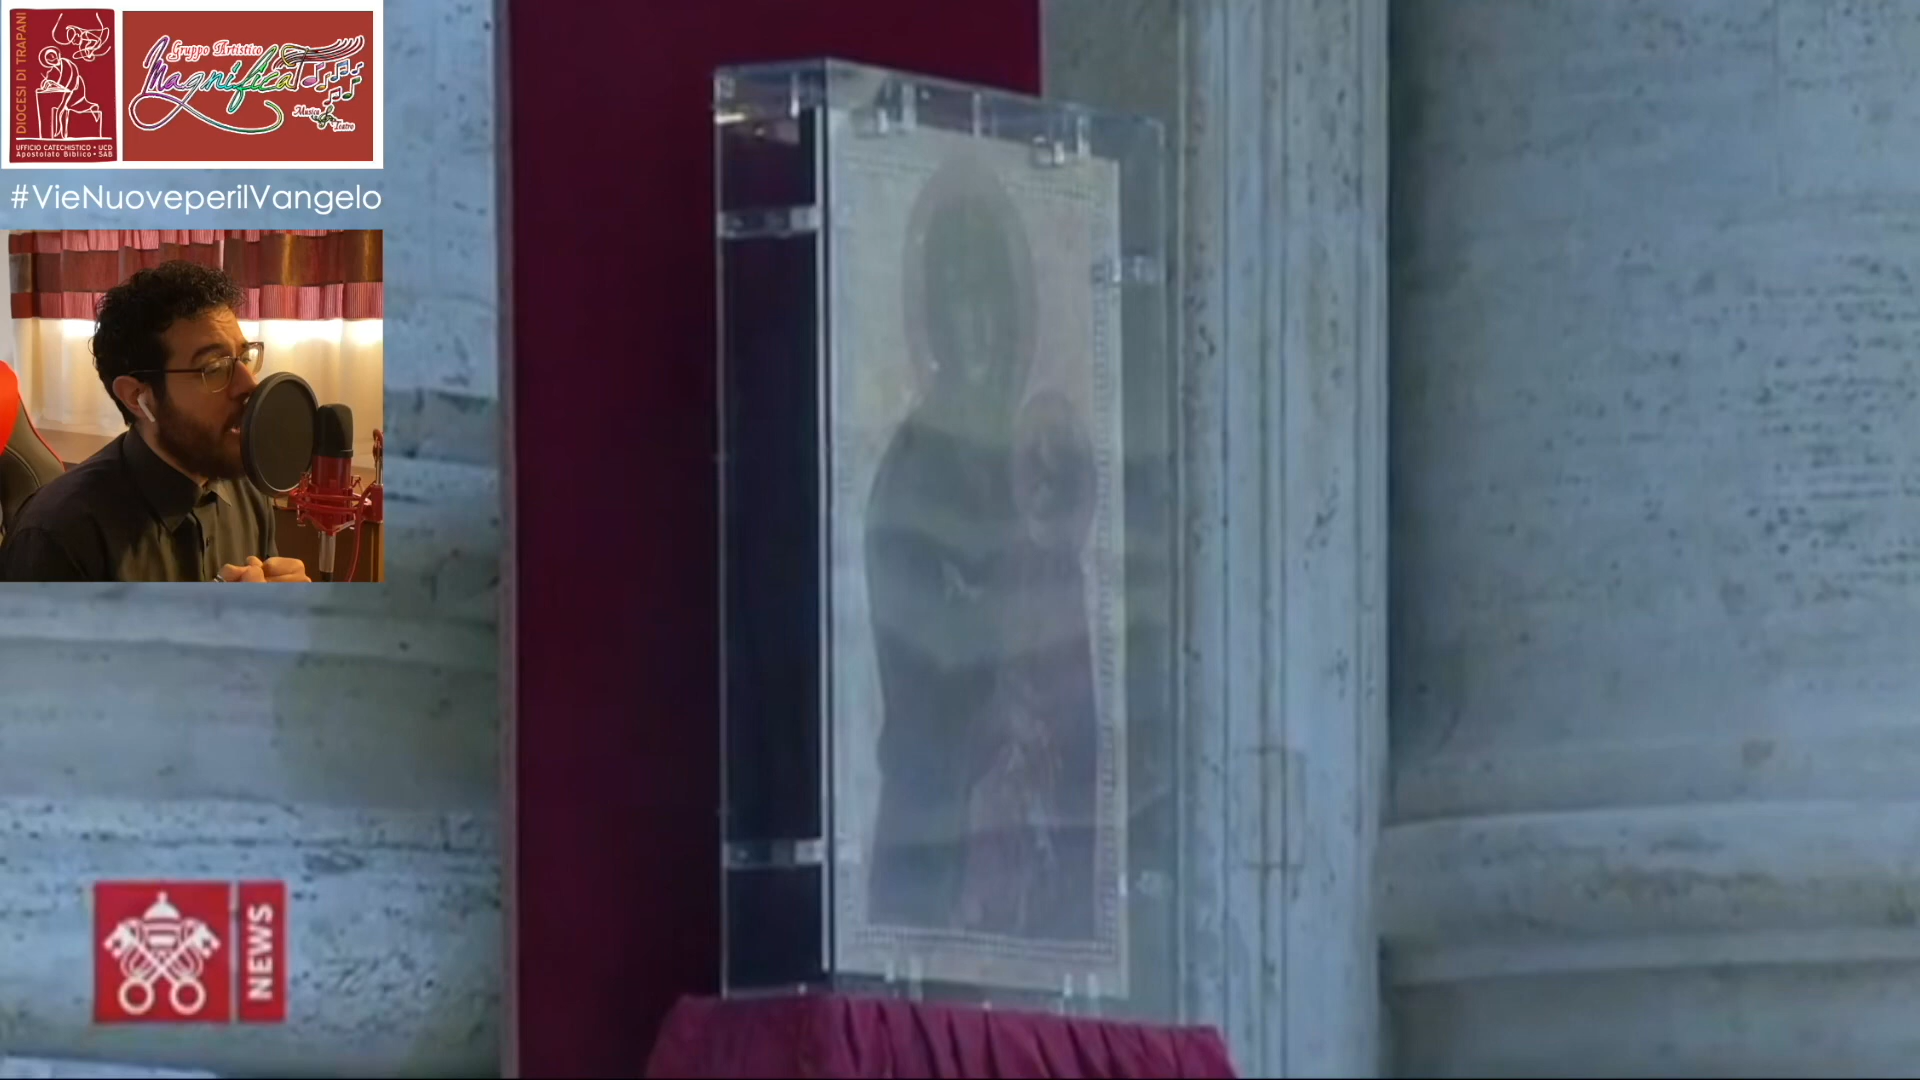 DIOCESI DI TRAPANI
UFFICIO CATECHISTICO • UCD
Apostolato Biblico • SAB
Gruppo Artistico
Magnificat
Musica
Teatro
#VieNuoveperilVangelo
NEWS